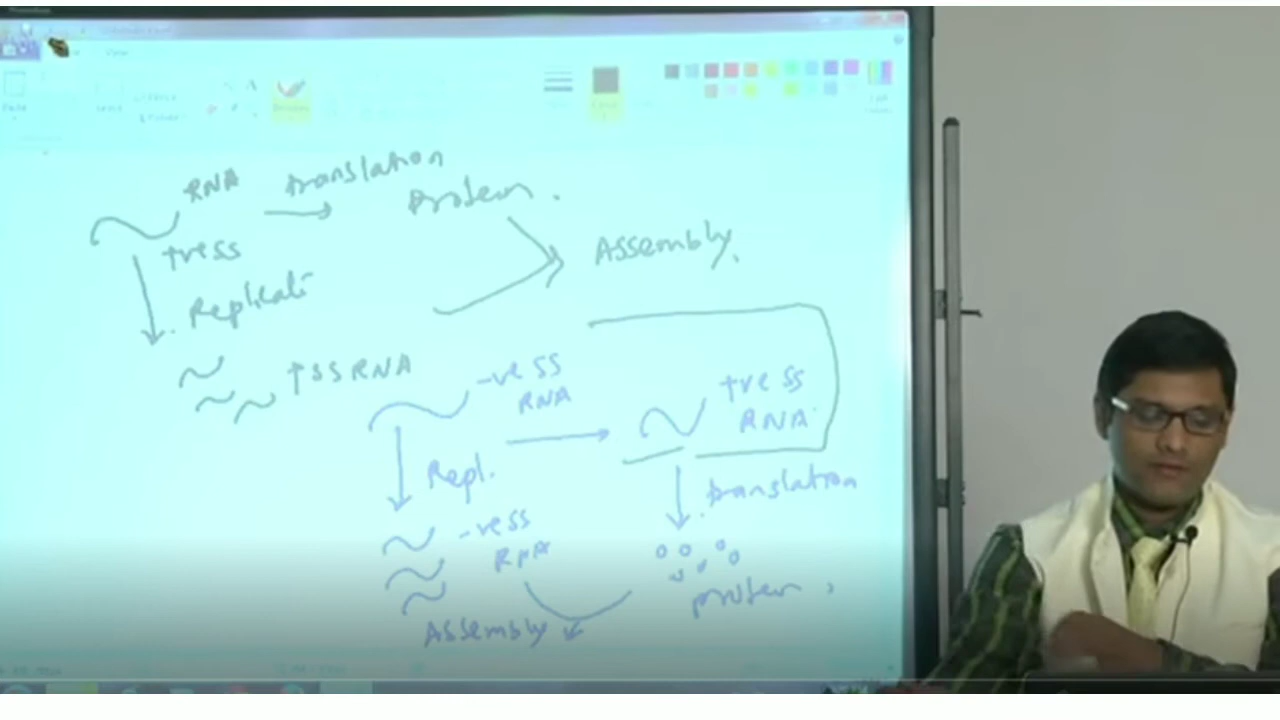 RNA
translation
Protein.
+ve ss
Replicati
Assembly.
+ SS RNA
-ve SS
RNA
+ve SS
RNA
Repl.
translation
-ve SS
RNA
protein,
Assembly